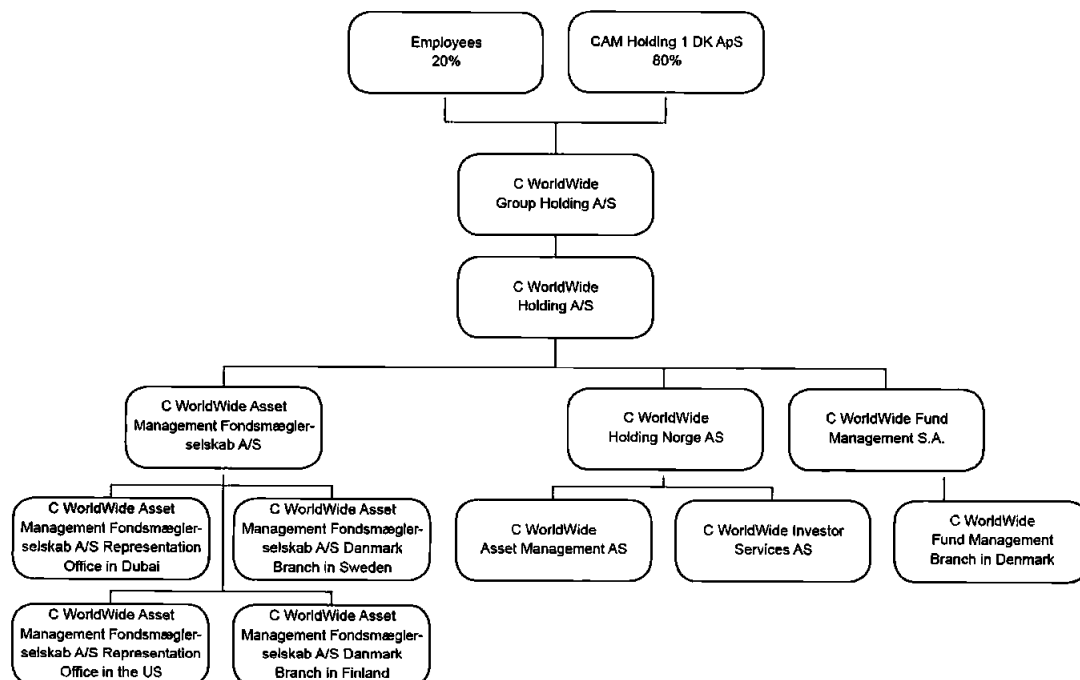 Employees
20%
CAM Holding 1 DK ApS
80%
C WorldWide
Group Holding A/S
C WorldWide
Holding A/S
C WorldWide Asset
Management Fondsmægler-
selskab A/S
C WorldWide
Holding Norge AS
C WorldWide Fund
Management S.A.
C WorldWide Asset
Management Fondsmægler-
selskab A/S Representation
Office in Dubai
C WorldWide Asset
Management Fondsmægler-
selskab A/S Danmark
Branch in Sweden
C WorldWide
Asset Management AS
C WorldWide Investor
Services AS
C WorldWide
Fund Management
Branch in Denmark
C WorldWide Asset
Management Fondsmægler-
selskab A/S Representation
Office in the US
C WorldWide Asset
Management Fondsmægler-
selskab A/S Danmark
Branch in Finland